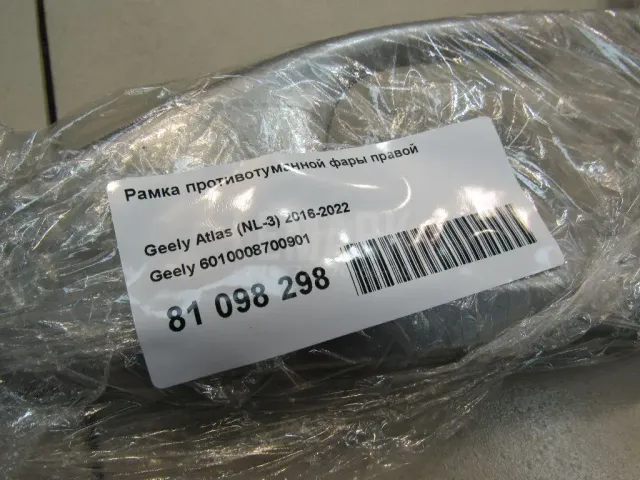 Рамка противотуманной фары правой
Geely Atlas (NL-3) 2016-2022
Geely 6010008700901
81 098 298